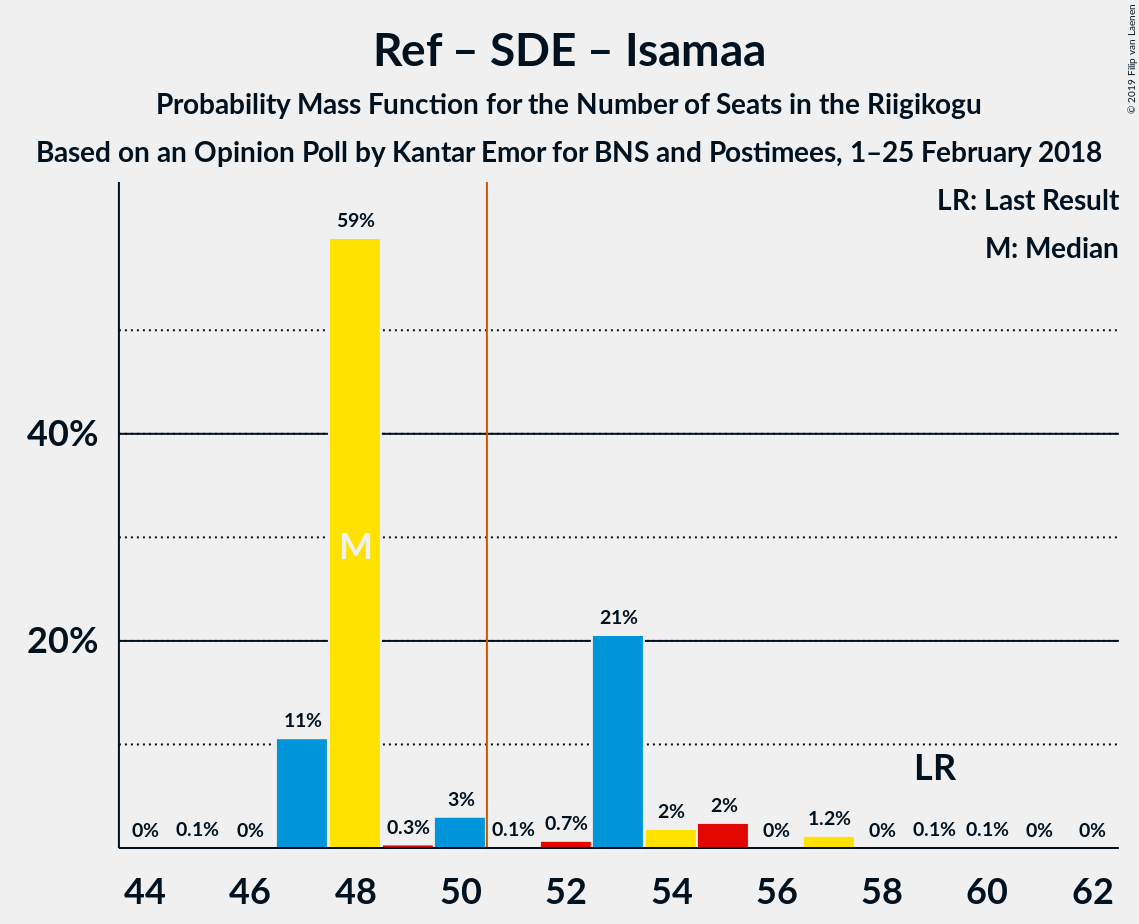 Ref – SDE – Isamaa
Probability Mass Function for the Number of Seats in the Riigikogu
Based on an Opinion Poll by Kantar Emor for BNS and Postimees, 1–25 February 2018
© 2019 Filip van Laenen
LR: Last Result
M: Median
59%
40%
M
20%
21%
11%
LR
0% 0.1% 0% 0.3% 3% 0.1% 0.7% 2% 2% 0% 1.2% 0% 0.1% 0.1% 0% 0%
44 46 48 50 52 54 56 58 60 62